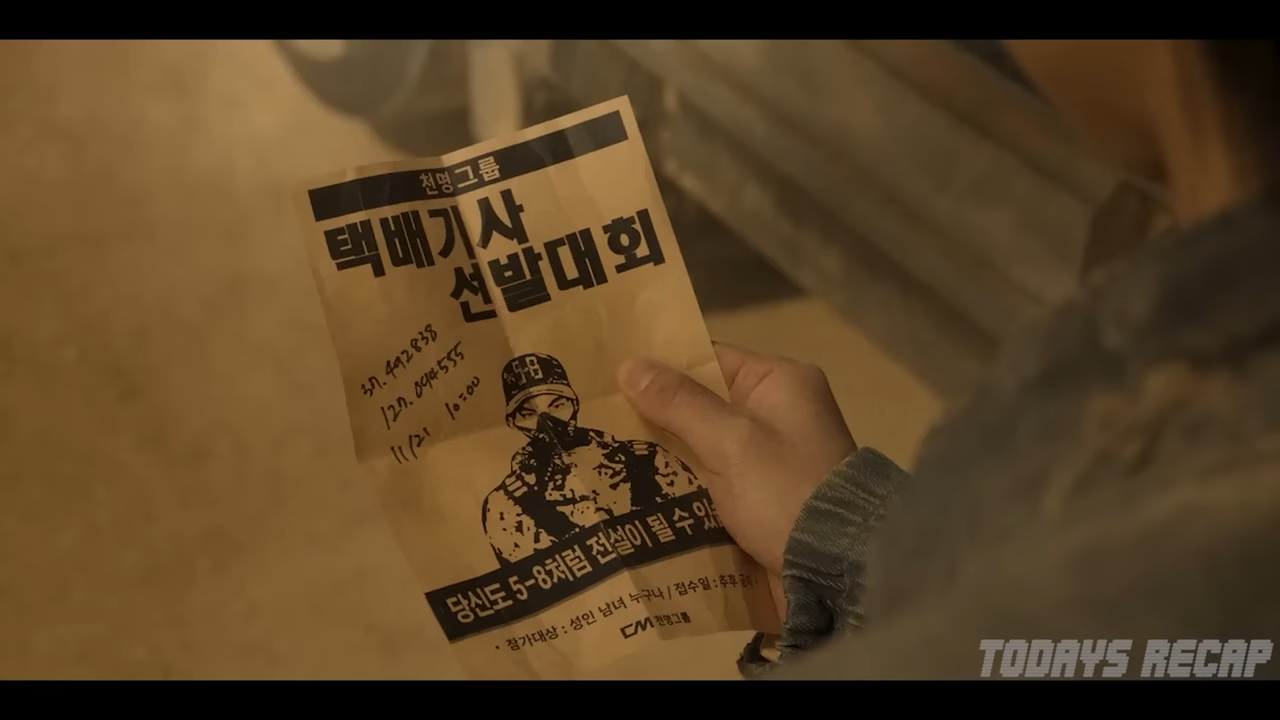 천명그룹
택배기사
선발대회
37.492838
127.094555
11/21 10:00
5-8
당신도 5-8처럼 전설이 될 수 있
· 참가대상 : 성인 남녀 누구나 / 접수일 : 추후
CM 천명그룹
TODAYS RECAP